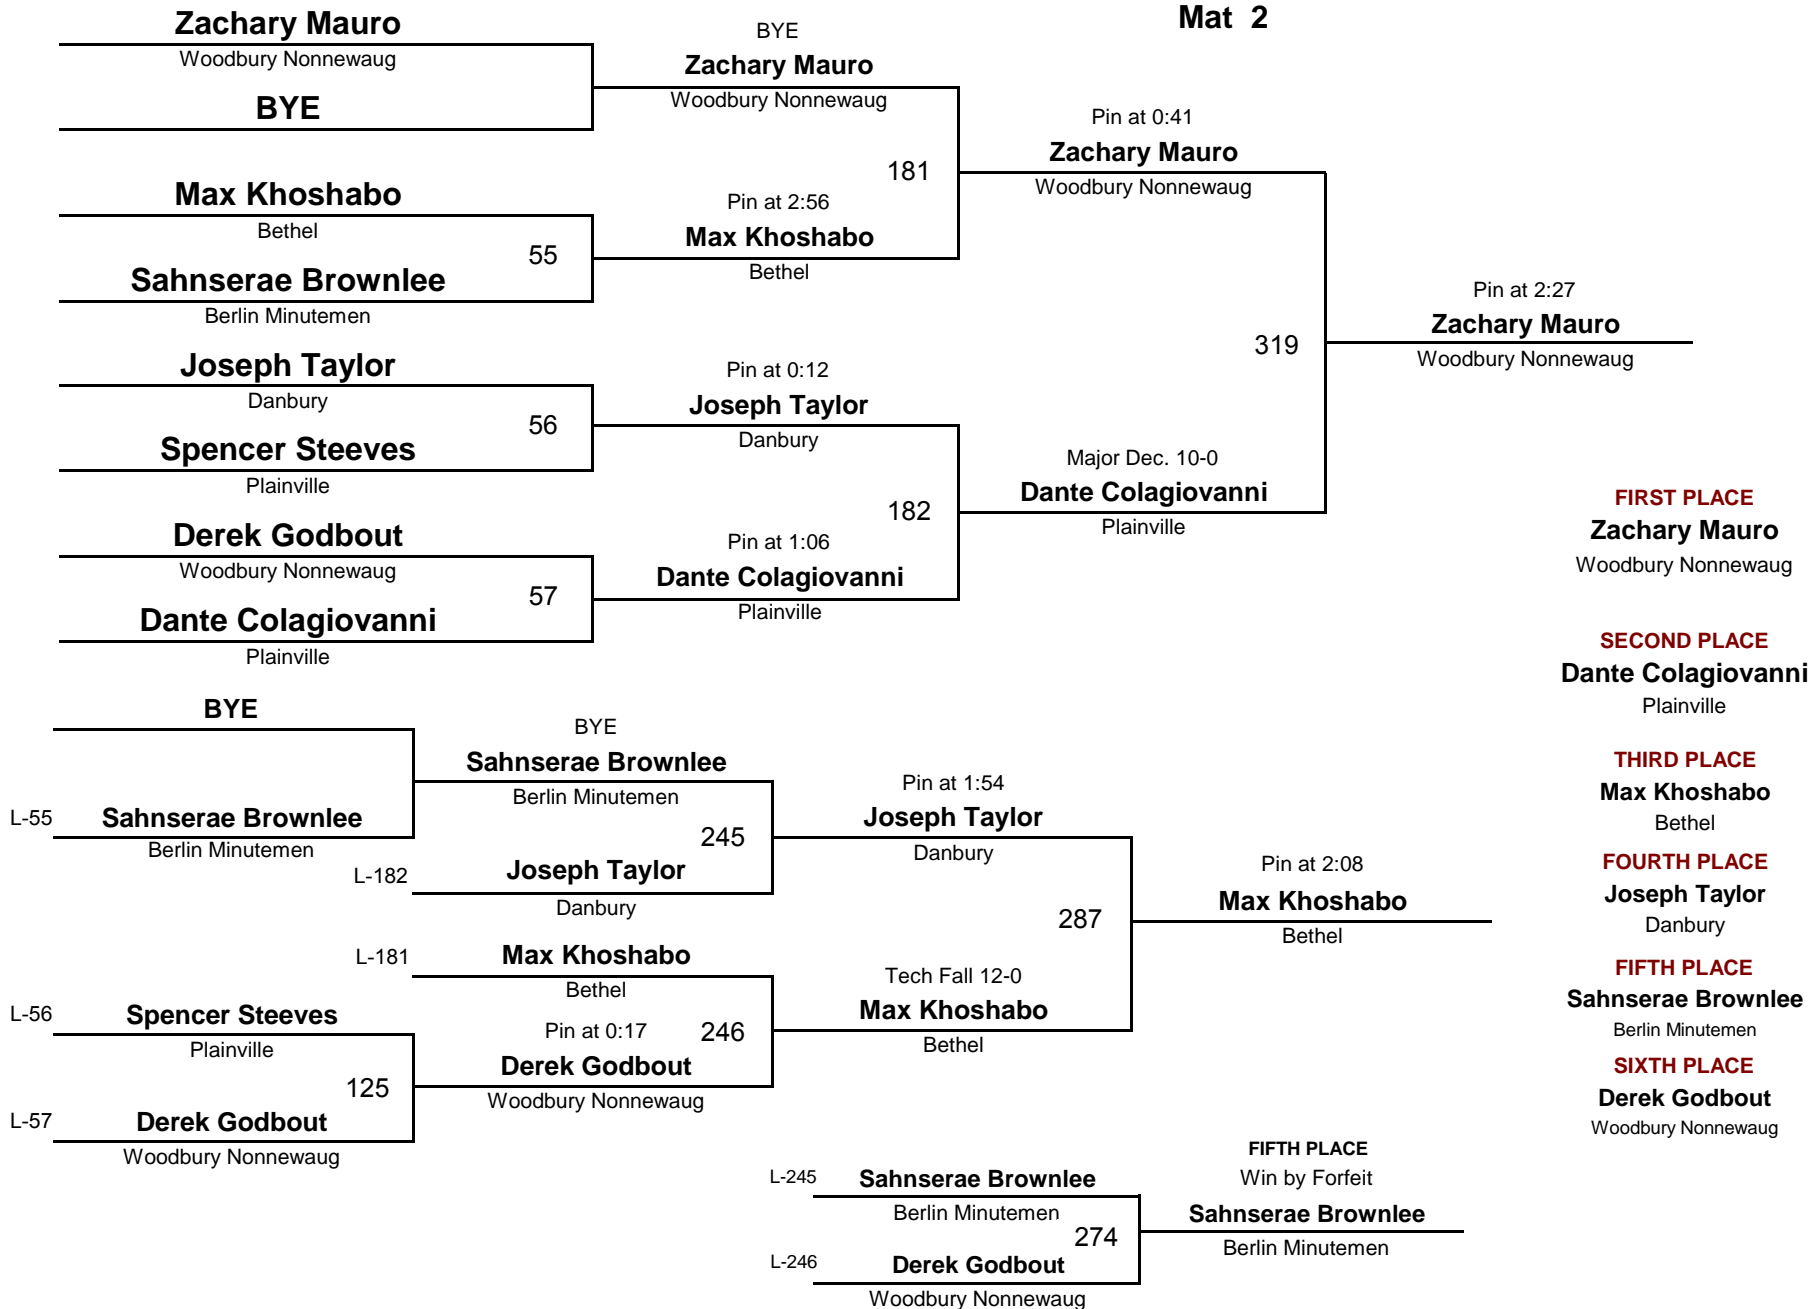 Mat 2
Zachary Mauro
Woodbury Nonnewaug
BYE
Max Khoshabo
Bethel
55
Sahnserae Brownlee
Berlin Minutemen
Joseph Taylor
Danbury
56
Spencer Steeves
Plainville
Derek Godbout
Woodbury Nonnewaug
57
Dante Colagiovanni
Plainville
BYE
Zachary Mauro
Woodbury Nonnewaug
181
Pin at 2:56
Max Khoshabo
Bethel
Pin at 0:12
Joseph Taylor
Danbury
182
Pin at 1:06
Dante Colagiovanni
Plainville
Pin at 0:41
Zachary Mauro
Woodbury Nonnewaug
319
Major Dec. 10-0
Dante Colagiovanni
Plainville
Pin at 2:27
Zachary Mauro
Woodbury Nonnewaug
BYE
L-55
Sahnserae Brownlee
Berlin Minutemen
L-56
Spencer Steeves
Plainville
125
L-57
Derek Godbout
Woodbury Nonnewaug
BYE
Sahnserae Brownlee
Berlin Minutemen
245
L-182
Joseph Taylor
Danbury
L-181
Max Khoshabo
Bethel
Pin at 0:17
246
Derek Godbout
Woodbury Nonnewaug
Pin at 1:54
Joseph Taylor
Danbury
287
Tech Fall 12-0
Max Khoshabo
Bethel
Pin at 2:08
Max Khoshabo
Bethel
L-245
Sahnserae Brownlee
Berlin Minutemen
274
L-246
Derek Godbout
Woodbury Nonnewaug
FIFTH PLACE
Win by Forfeit
Sahnserae Brownlee
Berlin Minutemen
FIRST PLACE
Zachary Mauro
Woodbury Nonnewaug
SECOND PLACE
Dante Colagiovanni
Plainville
THIRD PLACE
Max Khoshabo
Bethel
FOURTH PLACE
Joseph Taylor
Danbury
FIFTH PLACE
Sahnserae Brownlee
Berlin Minutemen
SIXTH PLACE
Derek Godbout
Woodbury Nonnewaug